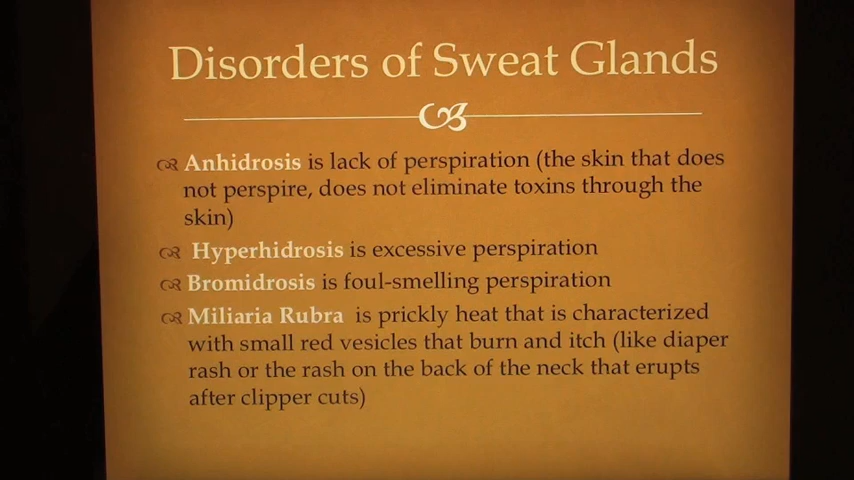 Disorders of Sweat Glands
Anhidrosis is lack of perspiration (the skin that does
not perspire, does not eliminate toxins through the
skin)
Hyperhidrosis is excessive perspiration
Bromidrosis is foul-smelling perspiration
Miliaria Rubra is prickly heat that is characterized
with small red vesicles that burn and itch (like diaper
rash or the rash on the back of the neck that erupts
after clipper cuts)